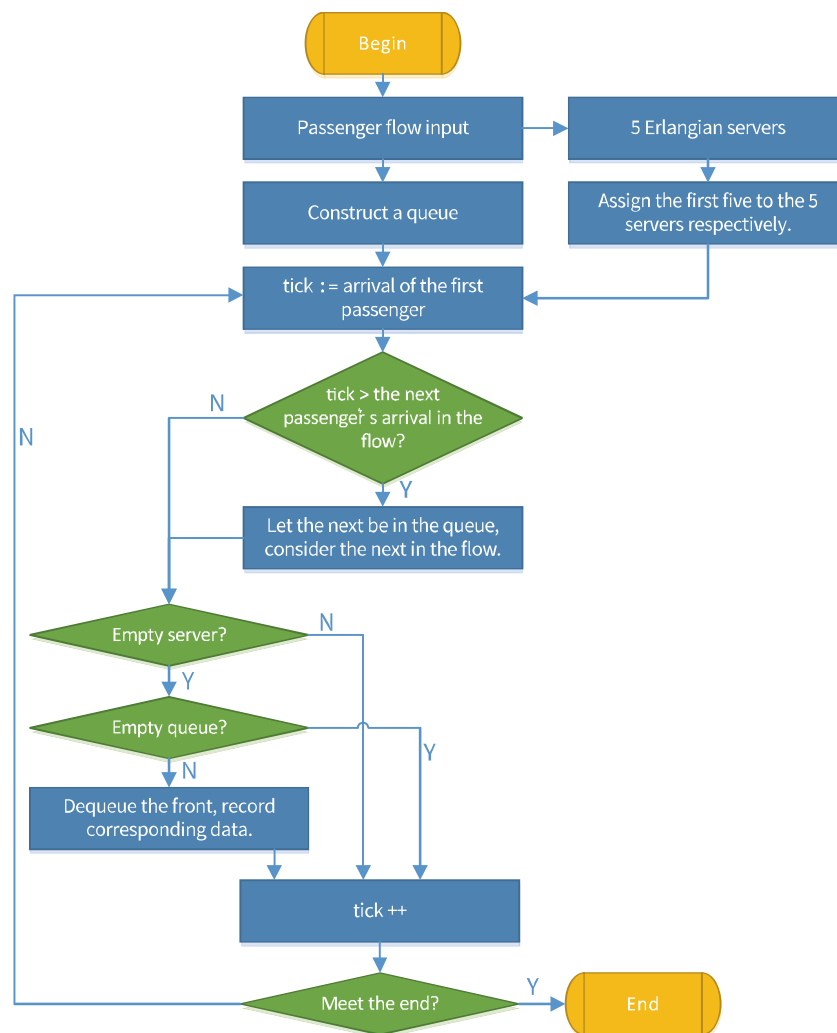 Begin
Passenger flow input
5 Erlangian servers
Construct a queue
Assign the first five to the 5
servers respectively.
tick := arrival of the first
passenger
tick > the next
passenger's arrival in the
flow?
N
N
Y
Let the next be in the queue,
consider the next in the flow.
Empty server?
N
Y
Empty queue?
Y
N
Dequeue the front, record
corresponding data.
tick ++
Meet the end?
Y
End